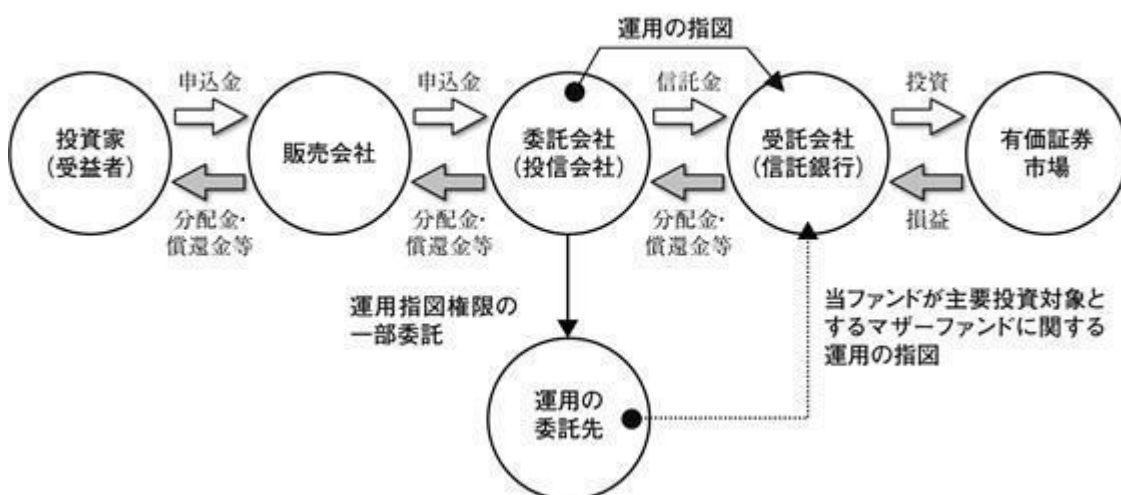 運用の指図
申込金
申込金
信託金
投資
投資家
(受益者)
販売会社
委託会社
(投信会社)
受託会社
(信託銀行)
有価証券
市場
分配金・
償還金等
分配金・
償還金等
分配金・
償還金等
損益
運用指図権限の
一部委託
当ファンドが主要投資対象と
するマザーファンドに関する
運用の指図
運用の
委託先